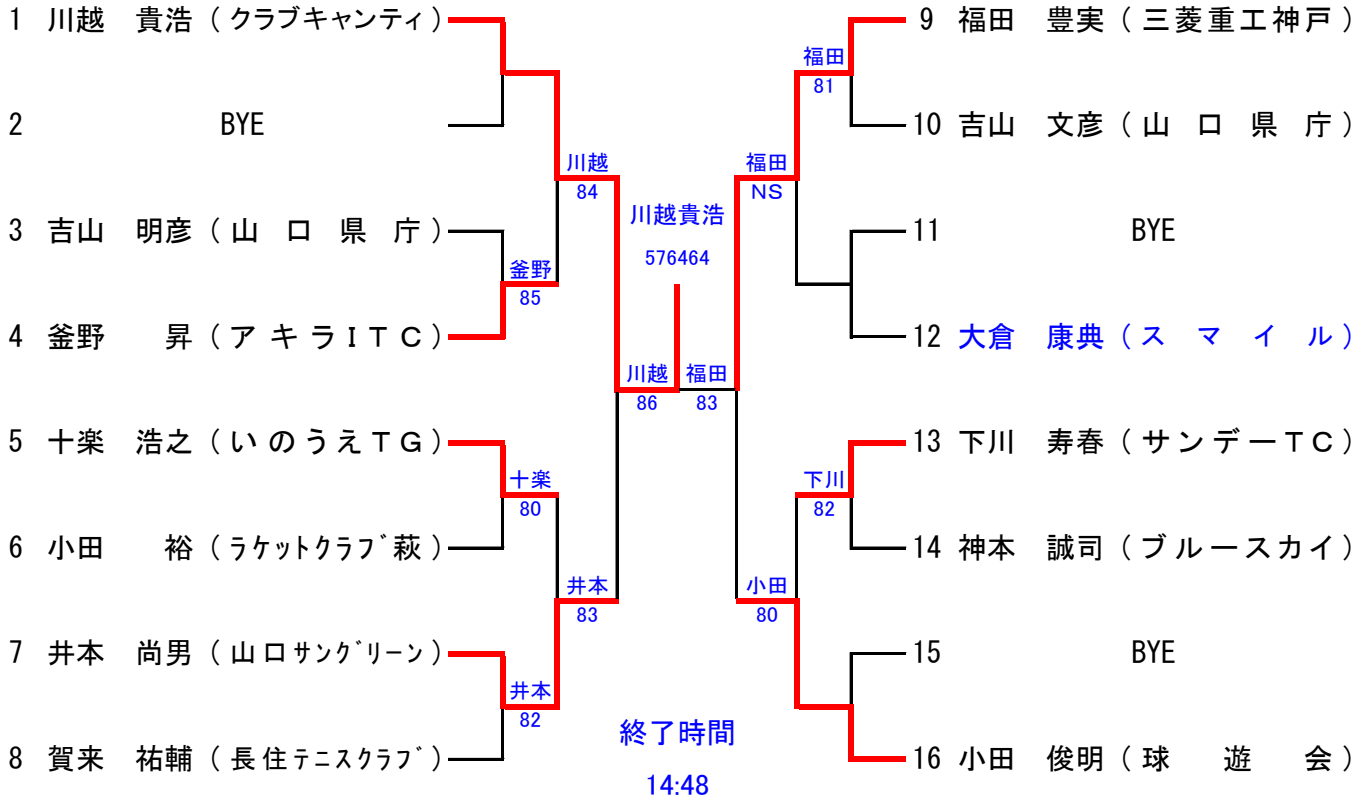 1 川越 貴浩（クラブキャンティ）
2 BYE
3 吉山 明彦（山口県庁）
4 釜野 昇（アキラＩＴＣ）
5 十楽 浩之（いのうえＴＧ）
6 小田 裕（ﾗｹｯﾄｸﾗﾌﾞ萩）
7 井本 尚男（山口ｻﾝｸﾞﾘｰﾝ）
8 賀来 祐輔（長住ﾃﾆｽｸﾗﾌﾞ）
釜野
85
十楽
80
井本
82
川越
84
井本
83
川越
86
川越貴浩
576464
福田
83
福田
NS
小田
80
福田
81
下川
82
9 福田 豊実（三菱重工神戸）
10 吉山 文彦（山口県庁）
11 BYE
12 大倉 康典（スマイル）
13 下川 寿春（サンデーＴＣ）
14 神本 誠司（ブルースカイ）
15 BYE
16 小田 俊明（球遊会）
終了時間
14:48